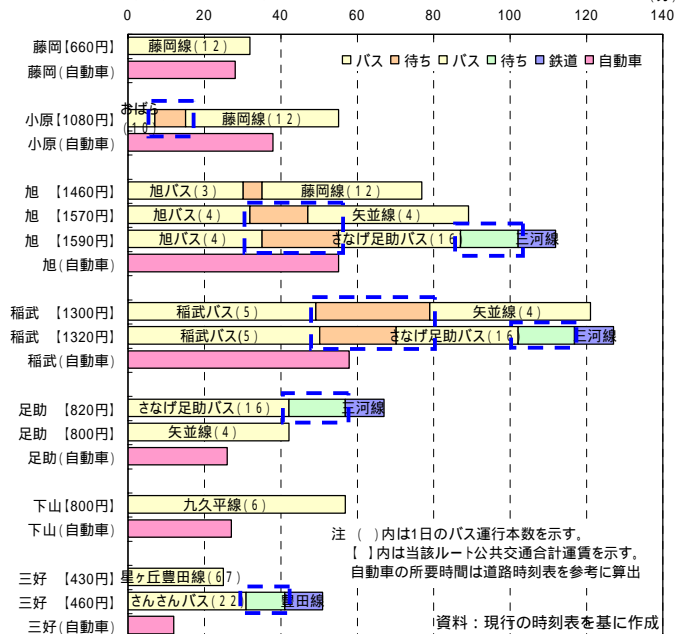 0 20 40 60 80 100 120 140
藤岡【660円】 藤岡線(12)
バス 待ち バス 待ち 鉄道 自動車
藤岡(自動車)
おばら
小原【1080円】 (10) 藤岡線(12)
小原(自動車)
旭 【1460円】 旭バス(3) 藤岡線(12)
旭 【1570円】 旭バス(4) 矢並線(4)
旭 【1590円】 旭バス(4) さなげ足助バス(16 三河線
旭(自動車)
稲武 【1300円】 稲武バス(5) 矢並線(4)
稲武 【1320円】 稲武バス(5) さなげ足助バス(16) 三河線
稲武(自動車)
足助 【820円】 さなげ足助バス(16) 三河線
足助 【800円】 矢並線(4)
足助(自動車)
下山【800円】 九久平線(6)
下山(自動車)
注 ( )内は1日のバス運行本数を示す。
【 】内は当該ルート公共交通合計運賃を示す。
自動車の所要時間は道路時刻表を参考に算出
三好 【430円】 星ヶ丘豊田線(67)
三好 【460円】 さんさんバス(22 豊田線
三好(自動車)
資料：現行の時刻表を基に作成